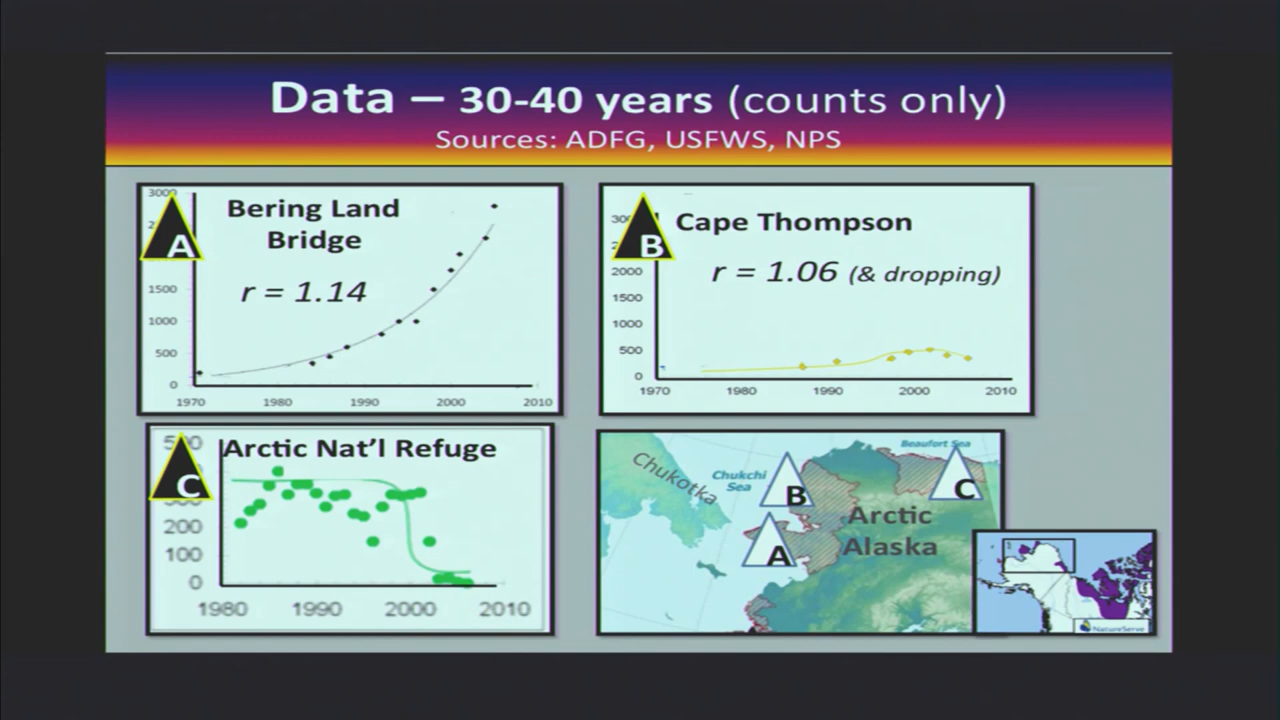 Data – 30-40 years (counts only)
Sources: ADFG, USFWS, NPS
3000
A
Bering Land
Bridge
r = 1.14
1500
1000
500
0
1970 1980 1990 2000 2010
B
Cape Thompson
r = 1.06 (& dropping)
2000
1500
1000
500
0
1970 1980 1990 2000 2010
C
Arctic Nat'l Refuge
200
100
0
1980 1990 2000 2010
Beaufort Sea
Chukotka
Chukchi
Sea
B
C
A
Arctic
Alaska
NatureServe